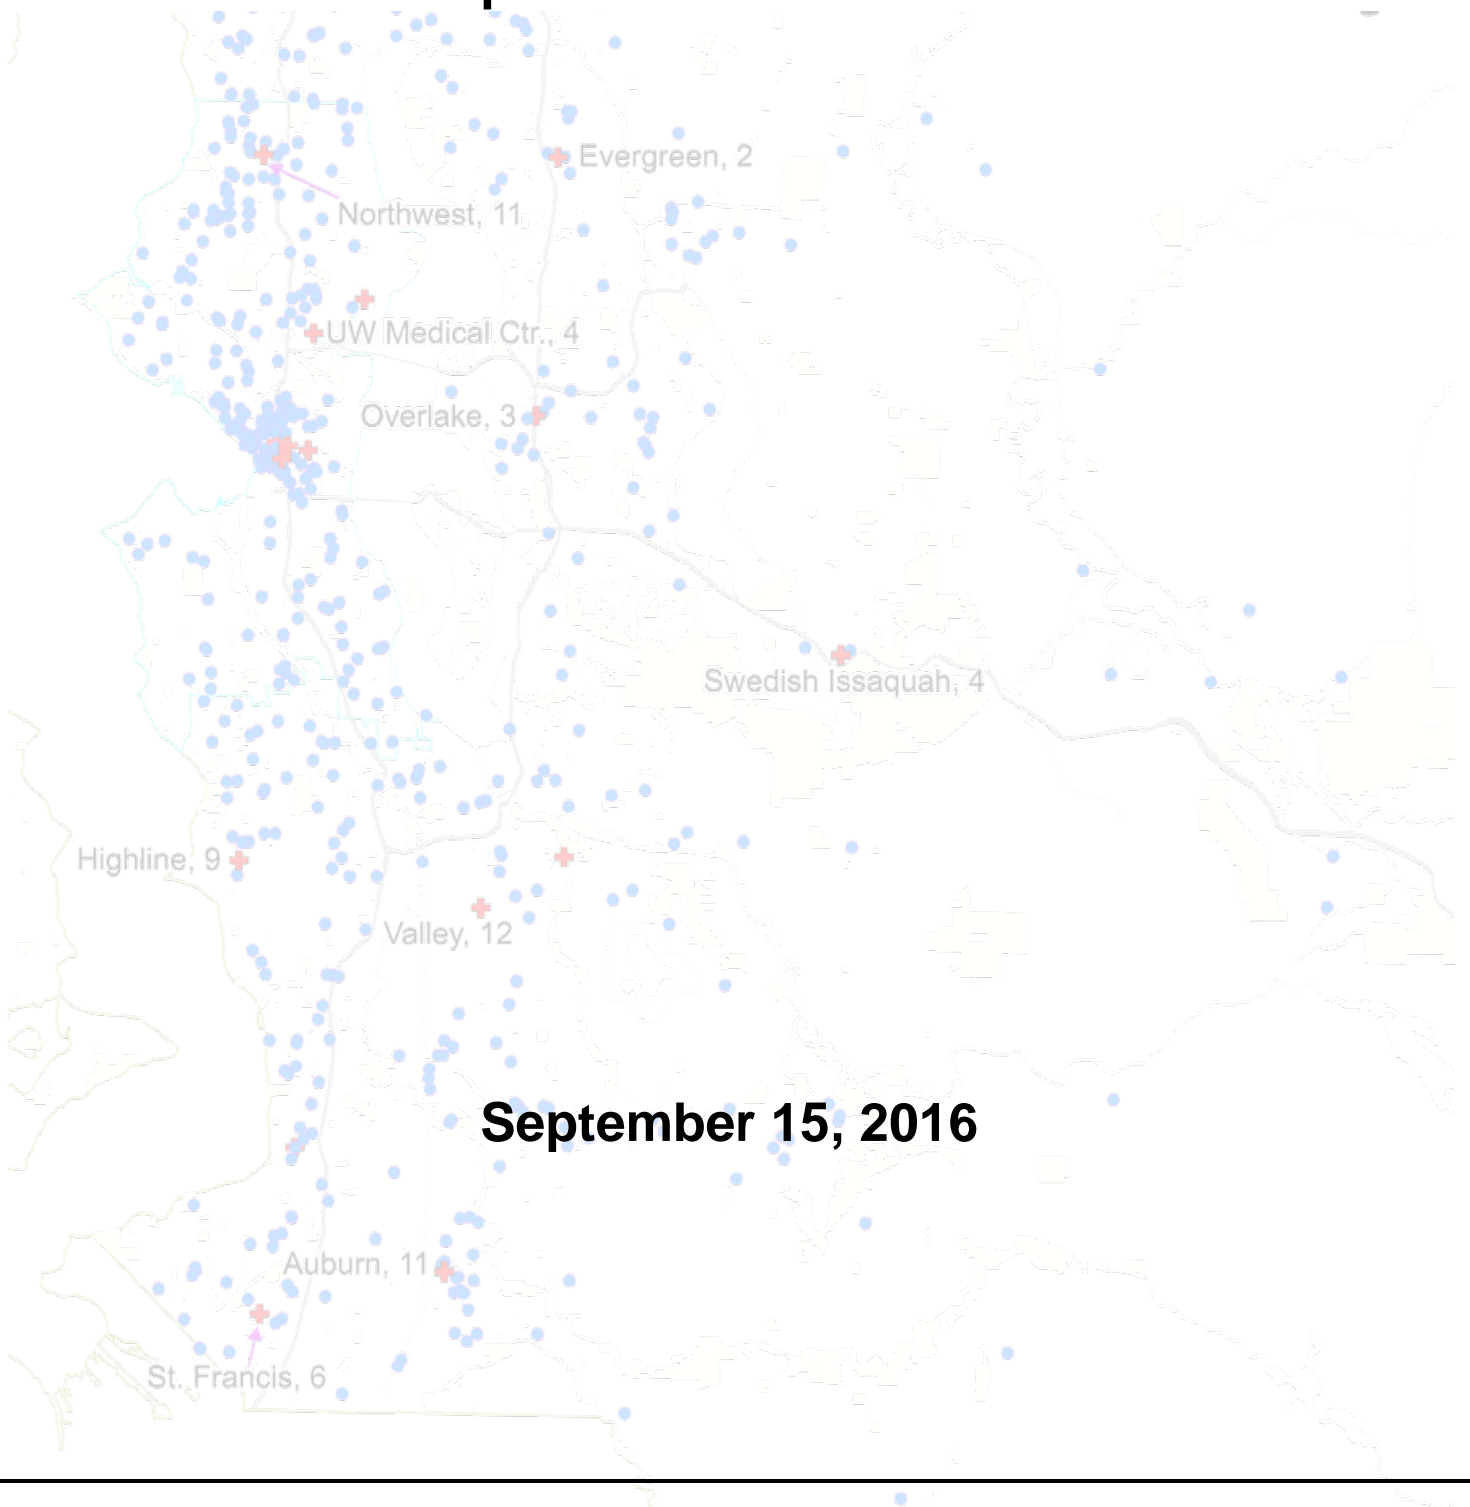 Evergreen, 2
Northwest, 11
UW Medical Ctr., 4
Overlake, 3
Swedish Issaquah, 4
Highline, 9
Valley, 12
September 15, 2016
Auburn, 11
St. Francis, 6